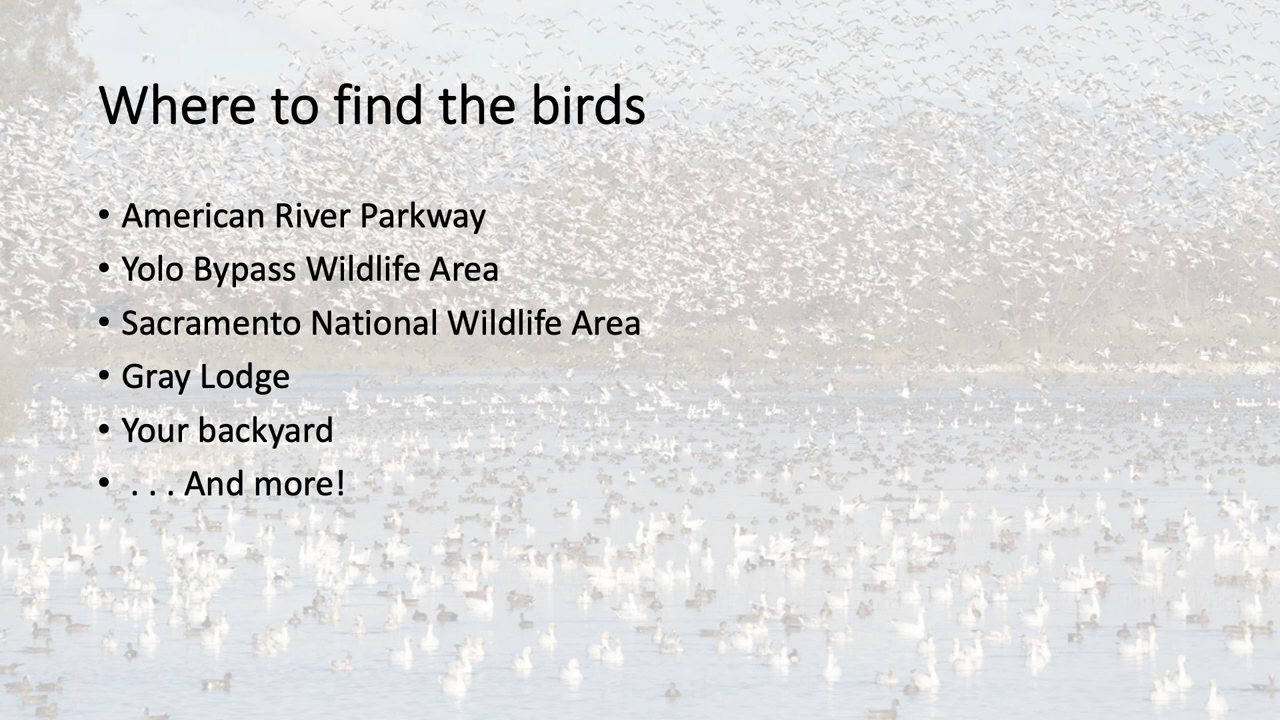 Where to find the birds
• American River Parkway
• Yolo Bypass Wildlife Area
• Sacramento National Wildlife Area
• Gray Lodge
• Your backyard
• . . . And more!